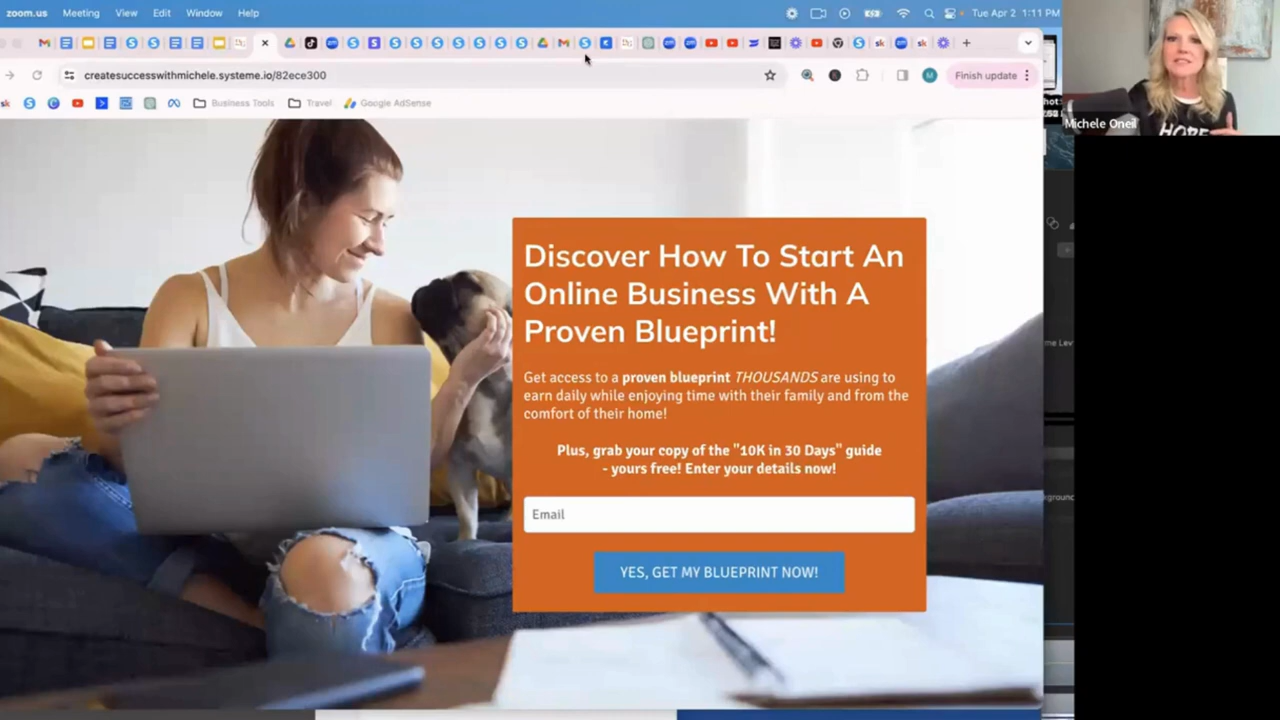 zoom.us Meeting View Edit Window Help Tue Apr 2 1:11 PM
createsuccesswithmichele.systeme.io/82ece300
Finish update
Business Tools Travel Google AdSense
Michele Oneil
HOPE
Discover How To Start An
Online Business With A
Proven Blueprint!
Get access to a proven blueprint THOUSANDS are using to
earn daily while enjoying time with their family and from the
comfort of their home!
Plus, grab your copy of the "10K in 30 Days" guide
- yours free! Enter your details now!
Email
YES, GET MY BLUEPRINT NOW!